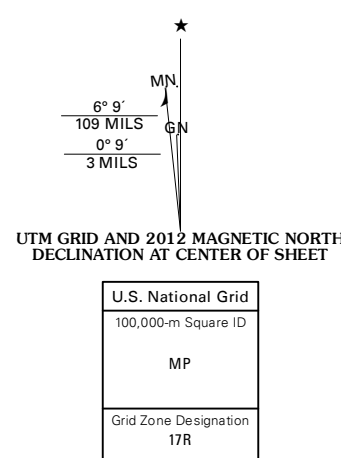 MN
6° 9´
109 MILS
GN
0° 9´
3 MILS
UTM GRID AND 2012 MAGNETIC NORTH
DECLINATION AT CENTER OF SHEET
U.S. National Grid
100,000-m Square ID
MP
Grid Zone Designation
17R